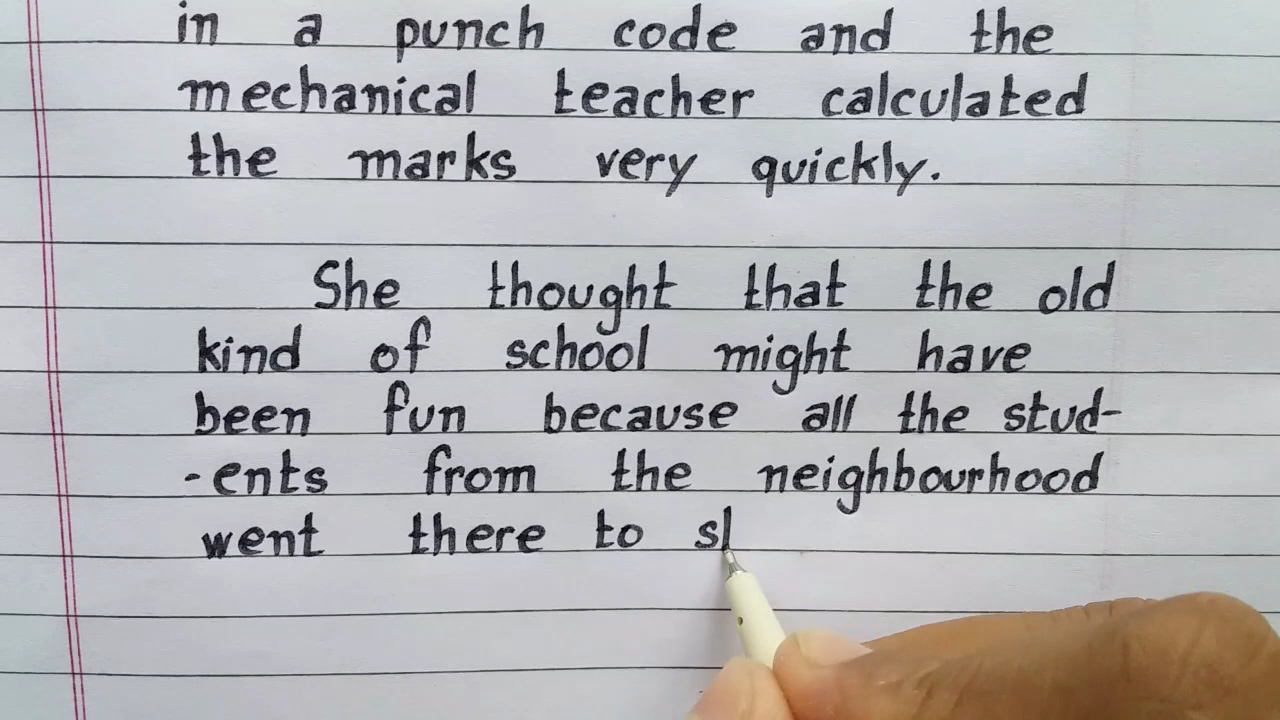 in a punch code and the
mechanical teacher calculated
the marks very quickly.
She thought that the old
kind of school might have
been fun because all the stud-
-ents from the neighbourhood
went there to